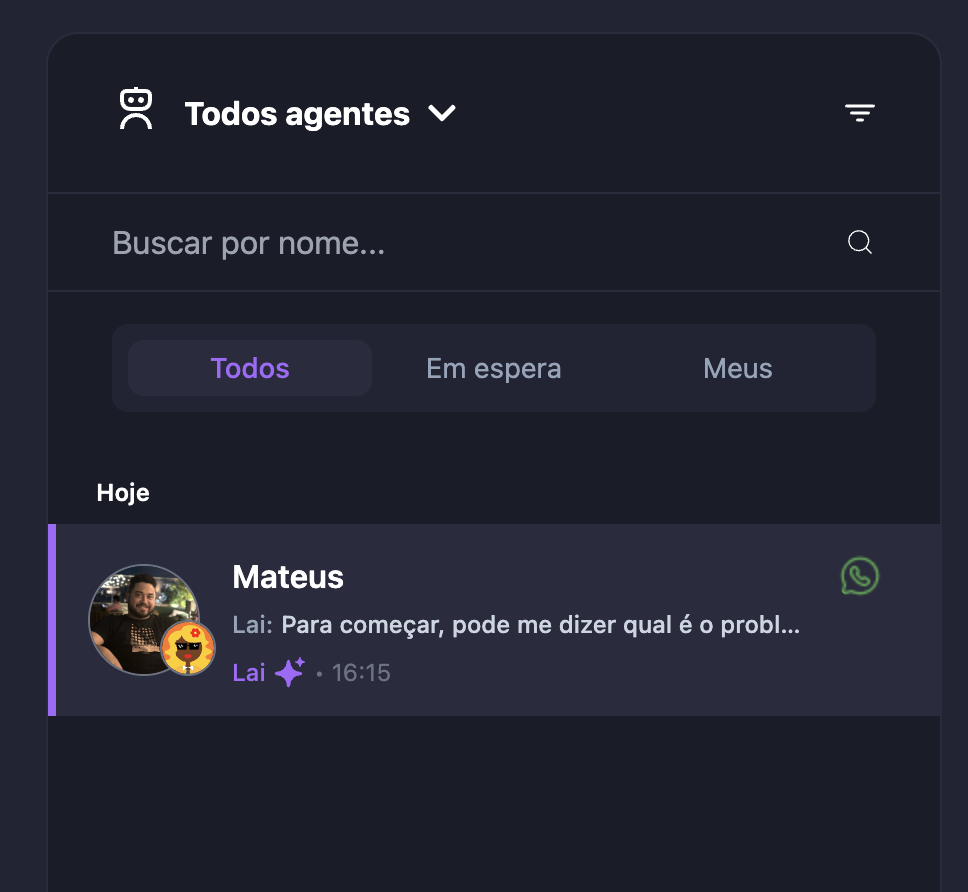 Todos agentes
Buscar por nome...
Todos Em espera Meus
Hoje
Mateus
Lai: Para começar, pode me dizer qual é o probl...
Lai • 16:15